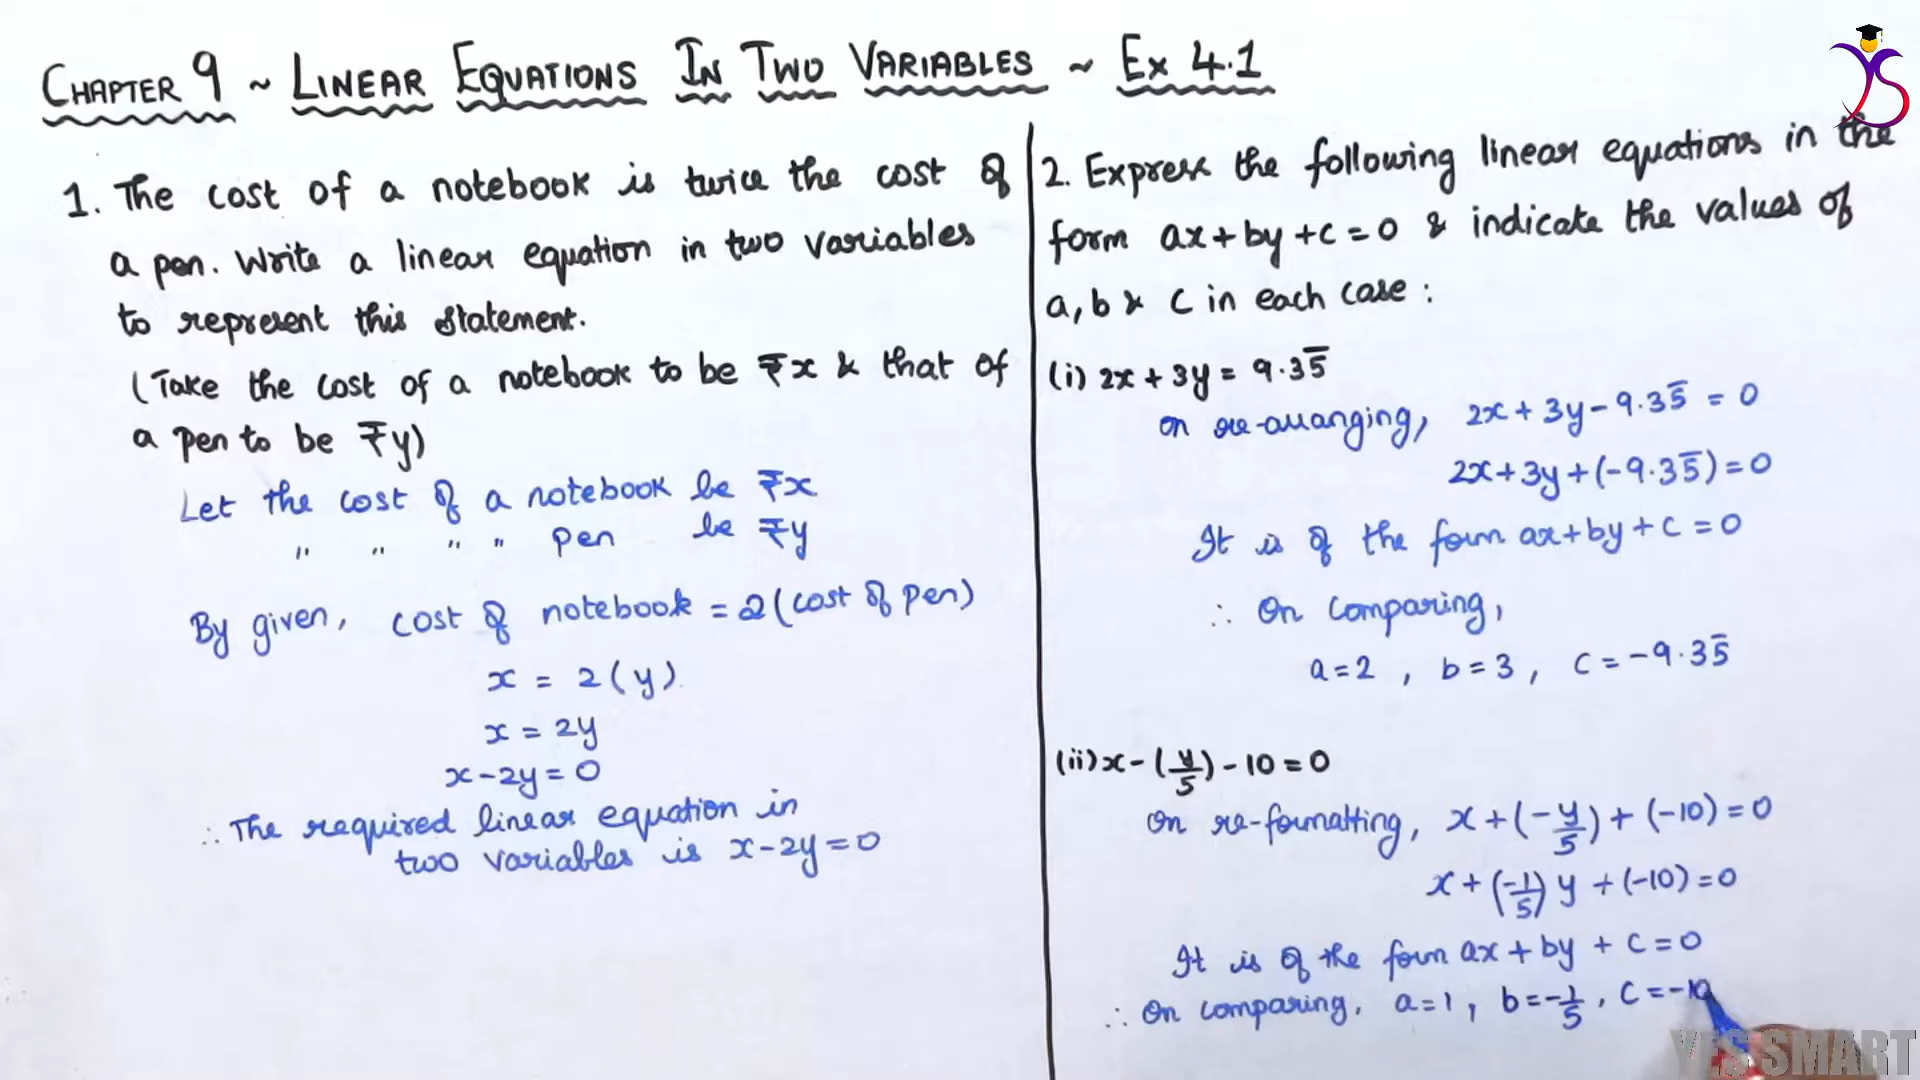 CHAPTER 9 ~ LINEAR EQUATIONS IN TWO VARIABLES ~ EX 4.1
1. The cost of a notebook is twice the cost of
a pen. Write a linear equation in two variables
to represent this statement.
(Take the cost of a notebook to be ₹x & that of
a pen to be ₹y)
Let the cost of a notebook be ₹x
" " " " pen be ₹y
By given, cost of notebook = 2(cost of pen)
x = 2(y)
x = 2y
x-2y=0
∴ The required linear equation in
two variables is x-2y=0
2. Express the following linear equations in the
form ax+by+c=0 & indicate the values of
a, b & c in each case:
(i) 2x+3y=9.35̅
On re-arranging, 2x+3y-9.35̅=0
2x+3y+(-9.35̅)=0
It is of the form ax+by+c=0
∴ On comparing,
a=2, b=3, c=-9.35̅
(ii) x-(y/5)-10=0
On re-formatting, x+(-y/5)+(-10)=0
x+(-1/5)y+(-10)=0
It is of the form ax+by+c=0
∴ On comparing, a=1, b=-1/5, c=-10
YES SMART